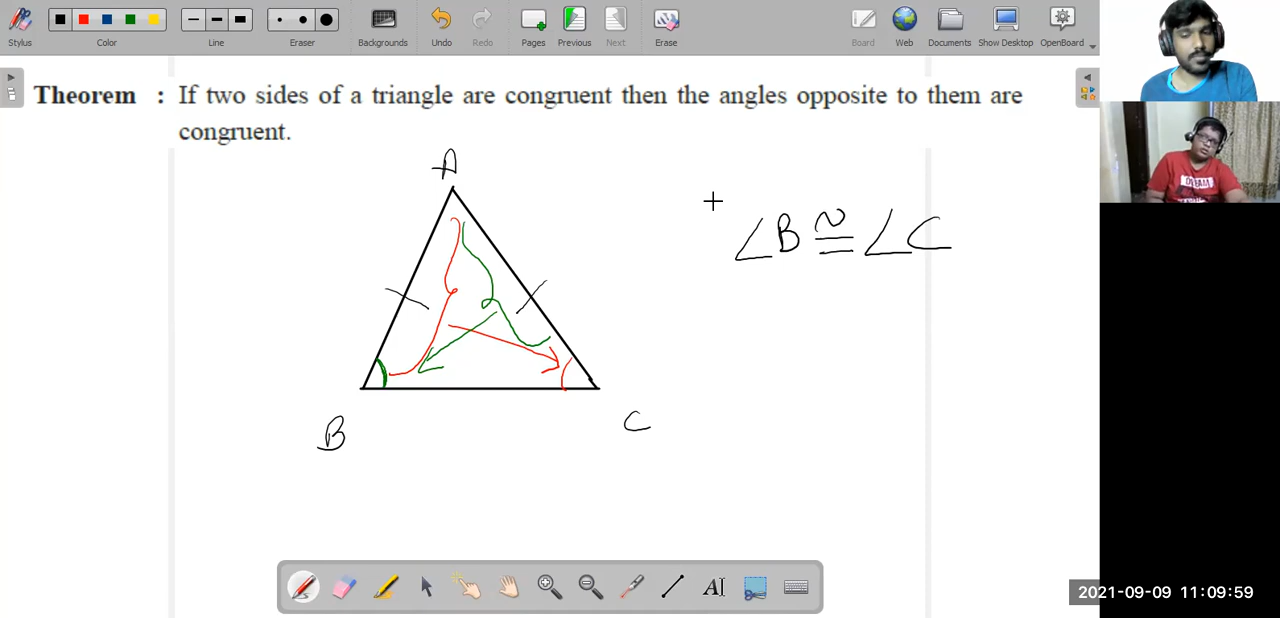 Stylus
Color
Line
Eraser
Backgrounds
Undo
Redo
Pages
Previous
Next
Erase
Board
Web
Documents
Show Desktop
OpenBoard
Theorem : If two sides of a triangle are congruent then the angles opposite to them are
congruent.
A
∠B ≅ ∠C
B
C
2021-09-09 11:09:59